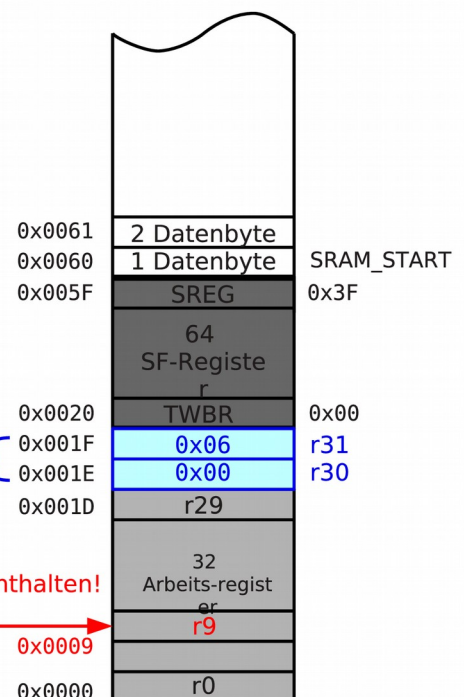 0x0061 2 Datenbyte
0x0060 1 Datenbyte SRAM_START
0x005F SREG 0x3F
64
SF-Registe
r
0x0020 TWBR 0x00
0x001F 0x06 r31
0x001E 0x00 r30
0x001D r29
32
Arbeits-regist
nthalten! er
r9
0x0009
0x0000 r0